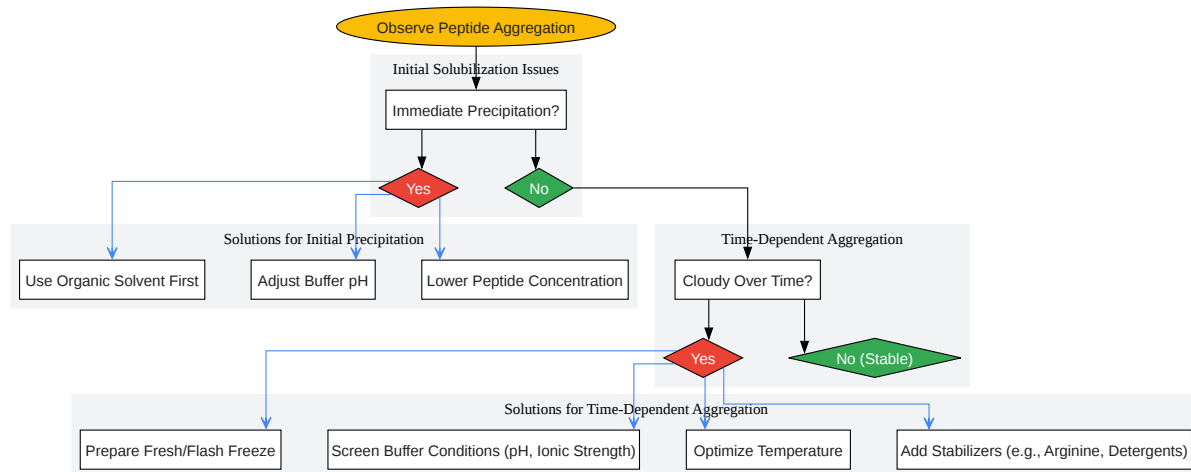 Observe Peptide Aggregation
Initial Solubilization Issues
Immediate Precipitation?
Yes
No
Solutions for Initial Precipitation
Use Organic Solvent First
Adjust Buffer pH
Lower Peptide Concentration
Time-Dependent Aggregation
Cloudy Over Time?
Yes
No (Stable)
Solutions for Time-Dependent Aggregation
Prepare Fresh/Flash Freeze
Screen Buffer Conditions (pH, Ionic Strength)
Optimize Temperature
Add Stabilizers (e.g., Arginine, Detergents)